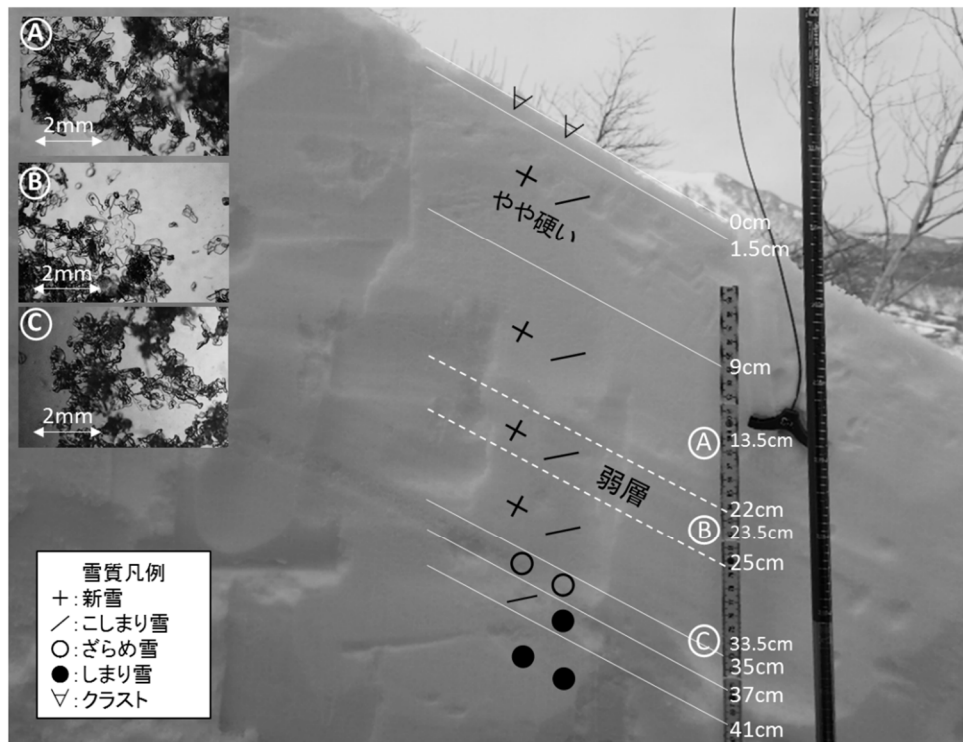 A
2mm
B
2mm
C
2mm
0cm
1.5cm
やや硬い
9cm
A
13.5cm
弱層
22cm
B
23.5cm
25cm
C
33.5cm
35cm
37cm
41cm
雪質凡例
+:新雪
/:こしまり雪
○:ざらめ雪
●:しまり雪
∀:クラスト